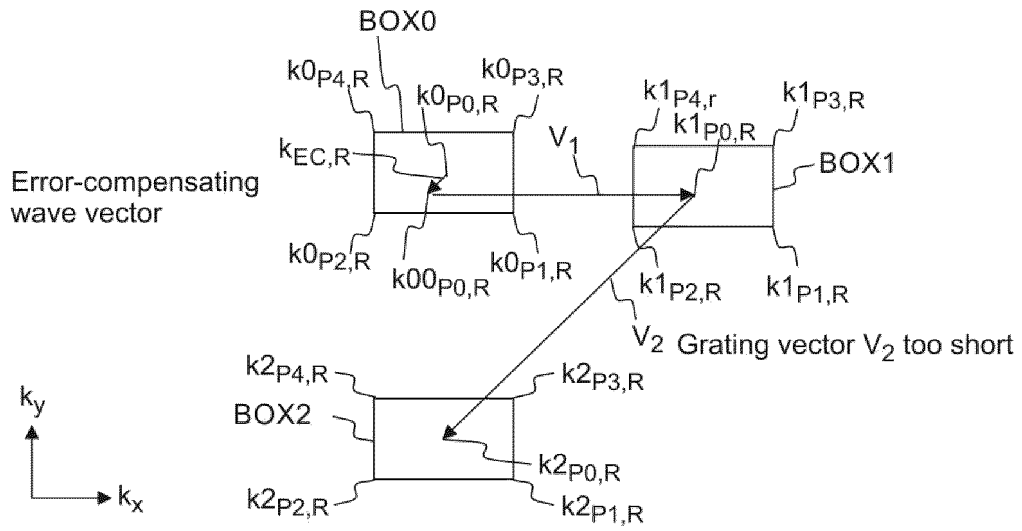 BOX0
k0P4,R
k0P0,R
k0P3,R
kEC,R
Error-compensating
wave vector
k0P2,R
k00P0,R
k0P1,R
V1
k1P4,r
k1P0,R
k1P3,R
BOX1
k1P2,R
k1P1,R
V2
Grating vector V2 too short
k2P4,R
k2P3,R
BOX2
k2P0,R
k2P2,R
k2P1,R
ky
kx